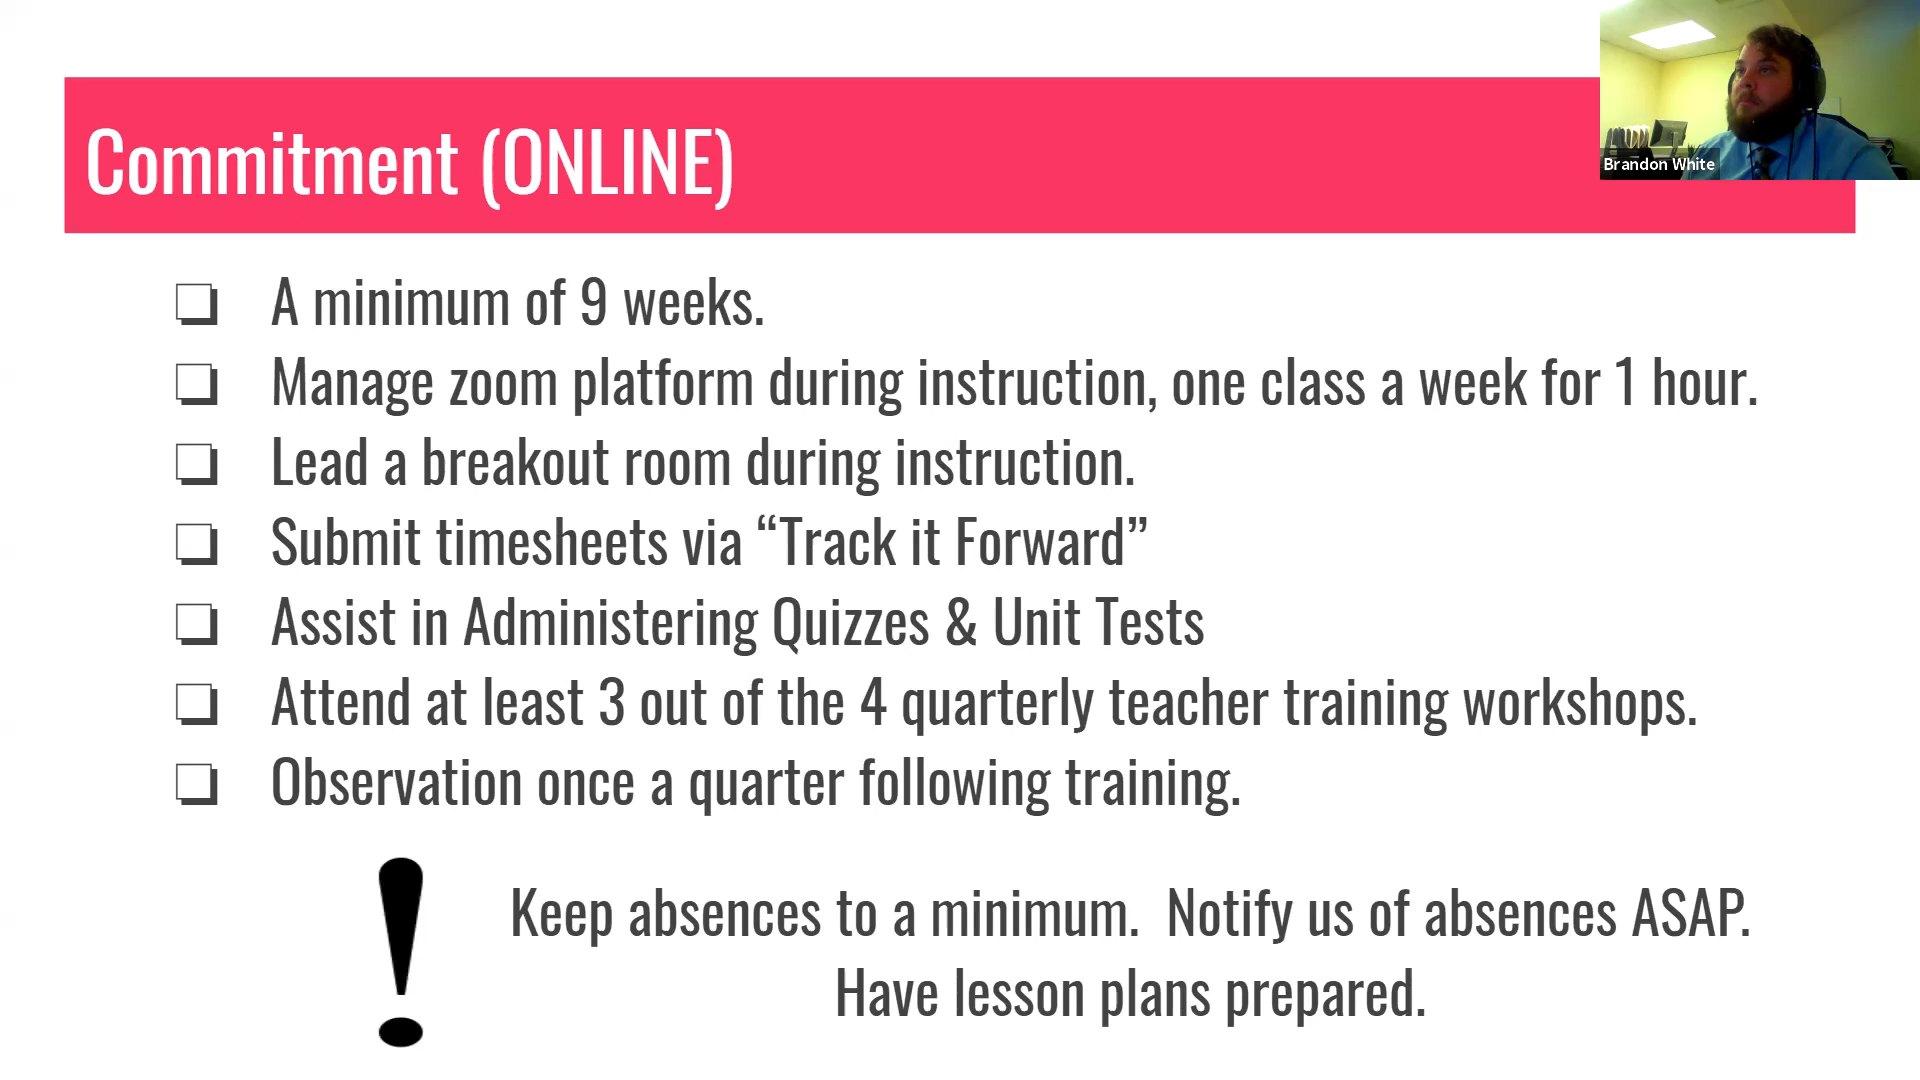 Commitment (ONLINE)
Brandon White
A minimum of 9 weeks.
Manage zoom platform during instruction, one class a week for 1 hour.
Lead a breakout room during instruction.
Submit timesheets via “Track it Forward”
Assist in Administering Quizzes & Unit Tests
Attend at least 3 out of the 4 quarterly teacher training workshops.
Observation once a quarter following training.
! Keep absences to a minimum.  Notify us of absences ASAP.
Have lesson plans prepared.